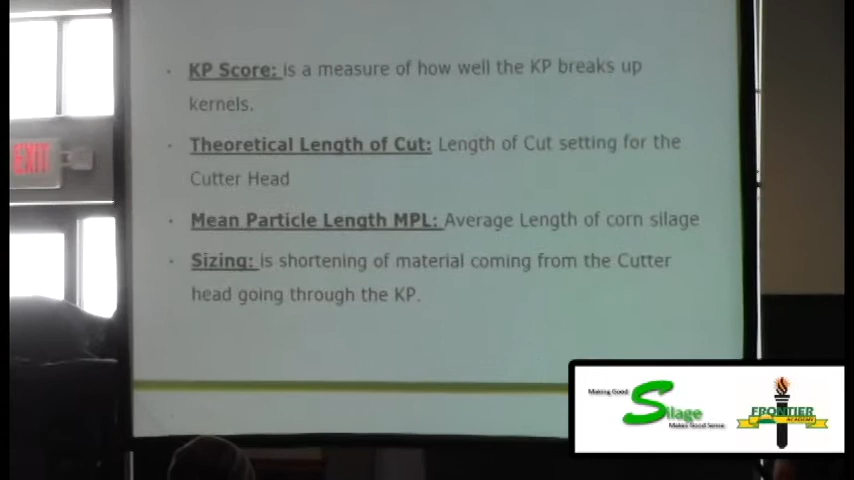 KP Score: is a measure of how well the KP breaks up
kernels.
Theoretical Length of Cut: Length of Cut setting for the
Cutter Head
Mean Particle Length MPL: Average Length of corn silage
Sizing: is shortening of material coming from the Cutter
head going through the KP.
EXIT
Making Good
Silage
Makes Good Sense
FRONTIER
ACADEMY